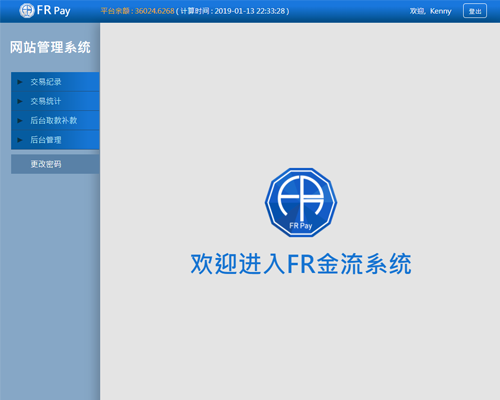 FR Pay
平台余额 : 36024.6268 ( 计算时间 : 2019-01-13 22:33:28 )
欢迎, Kenny
登出
网站管理系统
交易纪录
交易统计
后台取款补款
后台管理
更改密码
FR Pay
欢迎进入FR金流系统